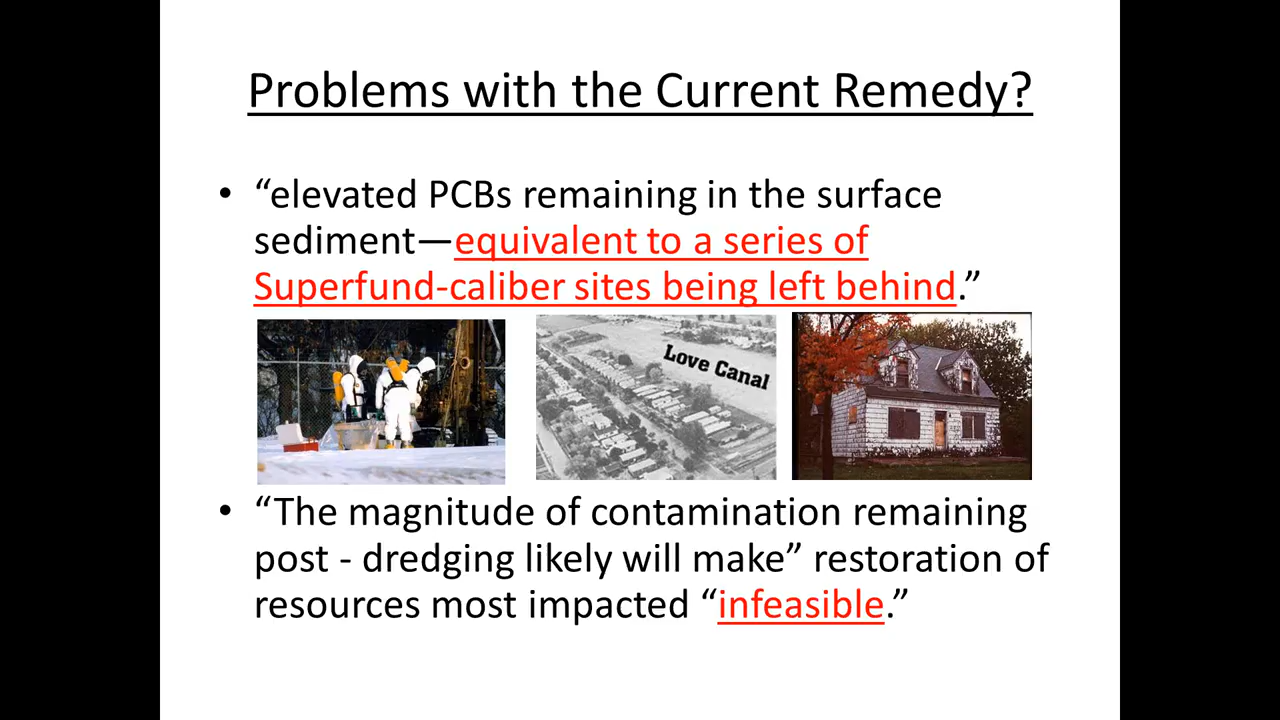 Problems with the Current Remedy?
• “elevated PCBs remaining in the surface
sediment—equivalent to a series of
Superfund-caliber sites being left behind.”
Love Canal
• “The magnitude of contamination remaining
post - dredging likely will make” restoration of
resources most impacted “infeasible.”